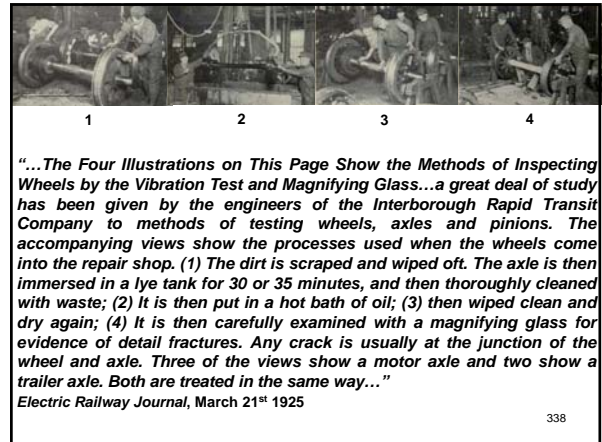 1 2 3 4
“…The Four Illustrations on This Page Show the Methods of Inspecting
Wheels by the Vibration Test and Magnifying Glass…a great deal of study
has been given by the engineers of the Interborough Rapid Transit
Company to methods of testing wheels, axles and pinions. The
accompanying views show the processes used when the wheels come
into the repair shop. (1) The dirt is scraped and wiped oft. The axle is then
immersed in a lye tank for 30 or 35 minutes, and then thoroughly cleaned
with waste; (2) It is then put in a hot bath of oil; (3) then wiped clean and
dry again; (4) It is then carefully examined with a magnifying glass for
evidence of detail fractures. Any crack is usually at the junction of the
wheel and axle. Three of the views show a motor axle and two show a
trailer axle. Both are treated in the same way…”
Electric Railway Journal, March 21st 1925
338